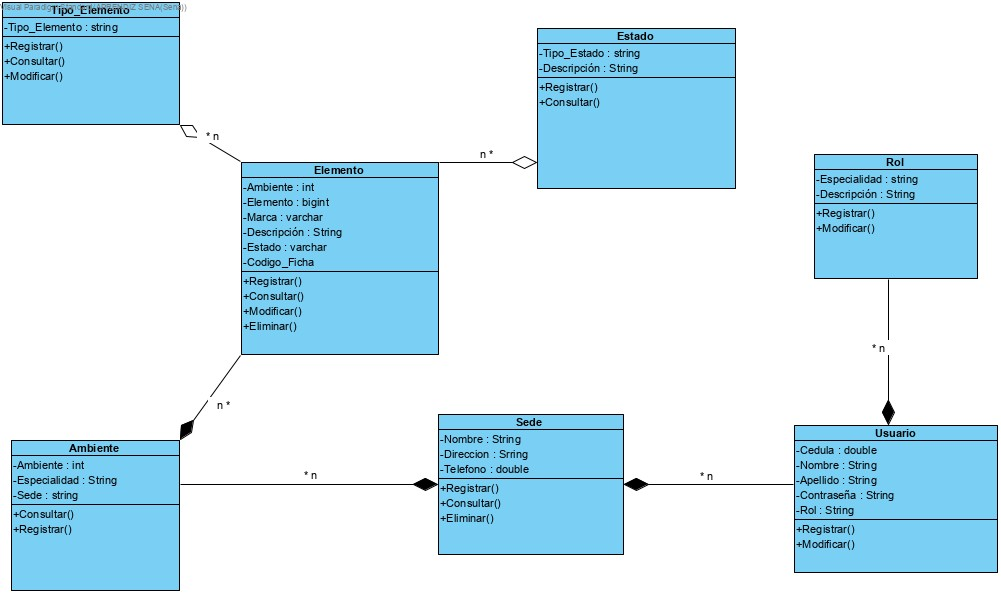 Tipo_Elemento
-Tipo_Elemento : string
+Registrar()
+Consultar()
+Modificar()
Estado
-Tipo_Estado : string
-Descripción : String
+Registrar()
+Consultar()
* n
n *
Elemento
-Ambiente : int
-Elemento : bigint
-Marca : varchar
-Descripción : String
-Estado : varchar
-Codigo_Ficha
+Registrar()
+Consultar()
+Modificar()
+Eliminar()
Rol
-Especialidad : string
-Descripción : String
+Registrar()
+Modificar()
* n
n *
Ambiente
-Ambiente : int
-Especialidad : String
-Sede : string
+Consultar()
+Registrar()
* n
Sede
-Nombre : String
-Direccion : Srring
-Telefono : double
+Registrar()
+Consultar()
+Eliminar()
* n
Usuario
-Cedula : double
-Nombre : String
-Apellido : String
-Contraseña : String
-Rol : String
+Registrar()
+Modificar()